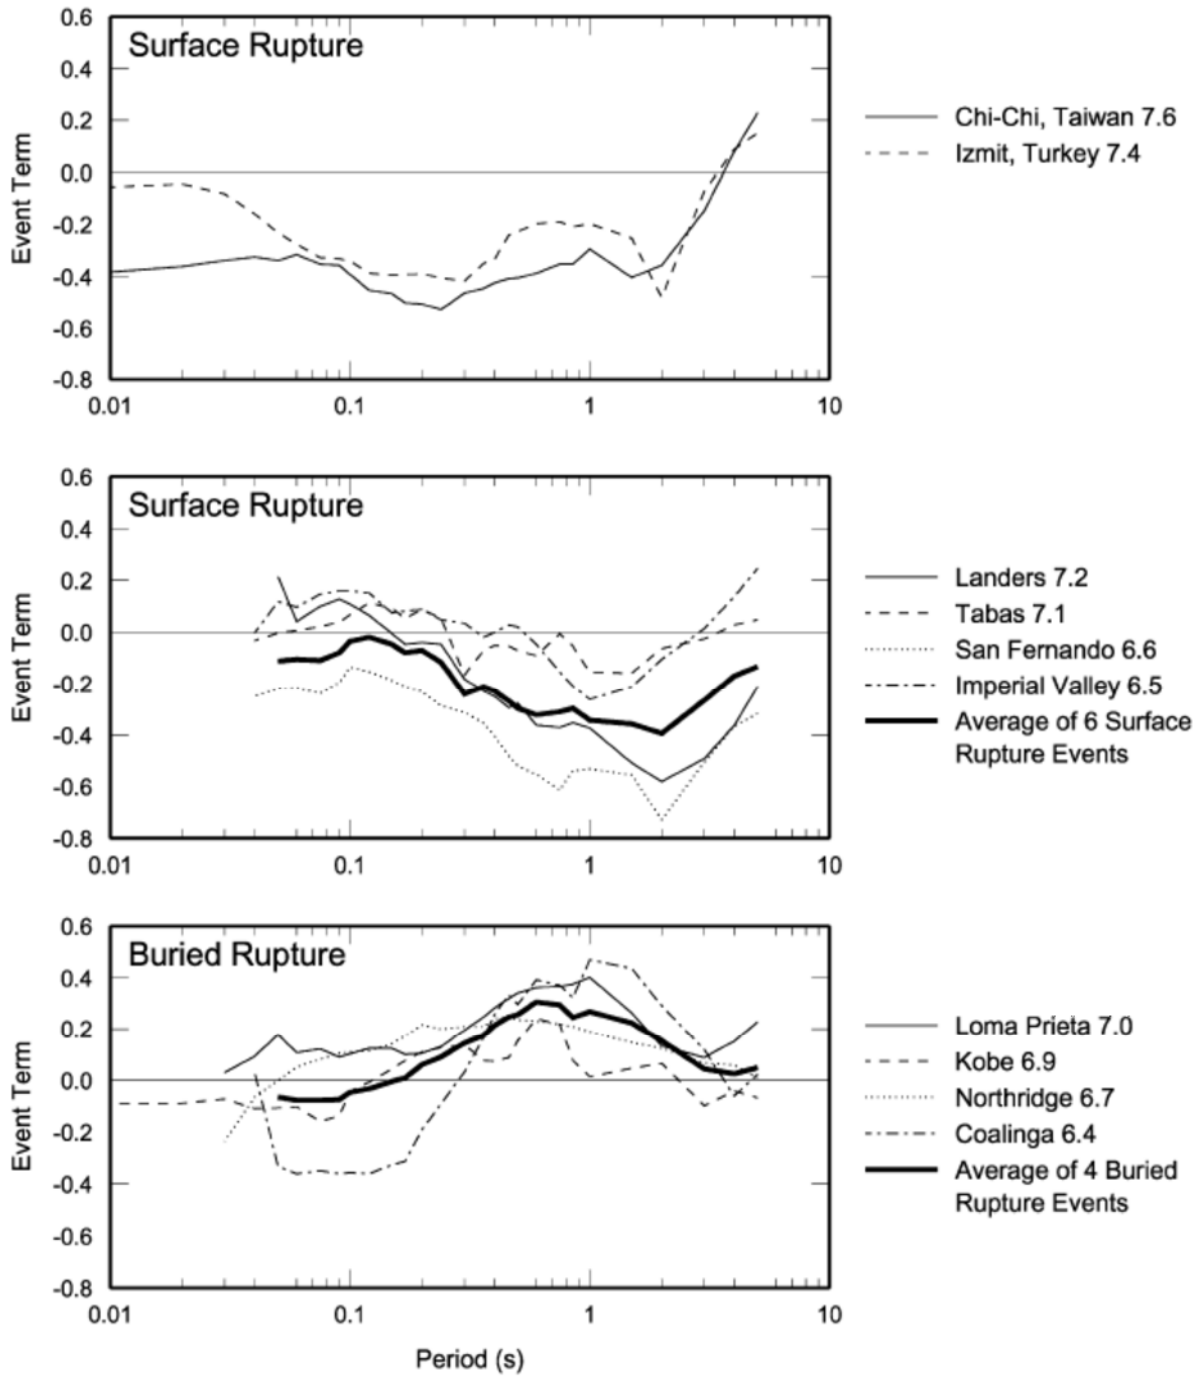 Surface Rupture
0.6
0.4
0.2
0.0
-0.2
-0.4
-0.6
-0.8
Event Term
0.01 0.1 1 10
Chi-Chi, Taiwan 7.6
Izmit, Turkey 7.4
Surface Rupture
0.6
0.4
0.2
0.0
-0.2
-0.4
-0.6
-0.8
Event Term
0.01 0.1 1 10
Landers 7.2
Tabas 7.1
San Fernando 6.6
Imperial Valley 6.5
Average of 6 Surface
Rupture Events
Buried Rupture
0.6
0.4
0.2
0.0
-0.2
-0.4
-0.6
-0.8
Event Term
0.01 0.1 1 10
Loma Prieta 7.0
Kobe 6.9
Northridge 6.7
Coalinga 6.4
Average of 4 Buried
Rupture Events
Period (s)